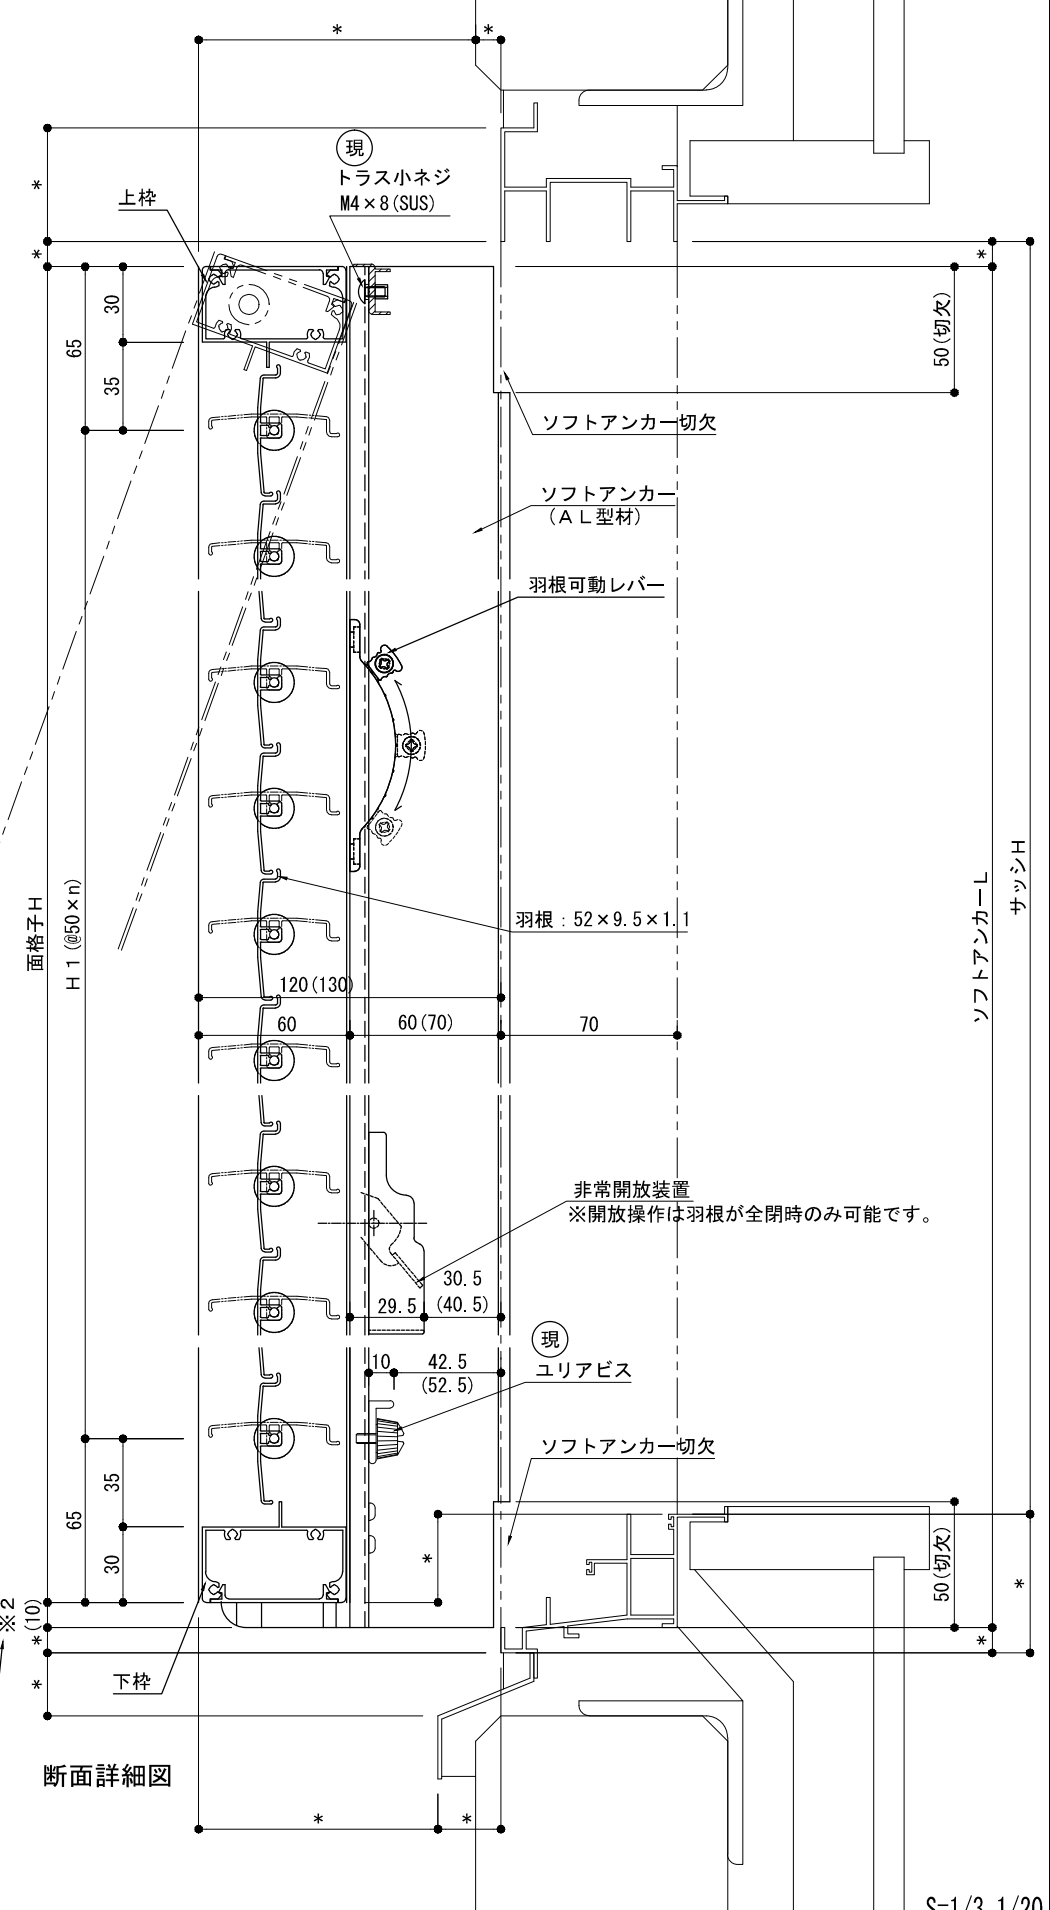 *
*
現
トラス小ネジ
M4×8(SUS)
上枠
*
*
*
30
65
35
50(切欠)
ソフトアンカー切欠
ソフトアンカー
(AL型材)
羽根可動レバー
面格子H
H1(@50×n)
サッシH
ソフトアンカーL
羽根:52×9.5×1.1
120(130)
60
60(70)
70
非常開放装置
※開放操作は羽根が全閉時のみ可能です。
30.5
29.5
(40.5)
現
10
42.5
(52.5)
ユリアビス
ソフトアンカー切欠
35
65
30
*
50(切欠)
*
※2
(10)
*
*
*
下枠
断面詳細図
*
*
S=1/3,1/20